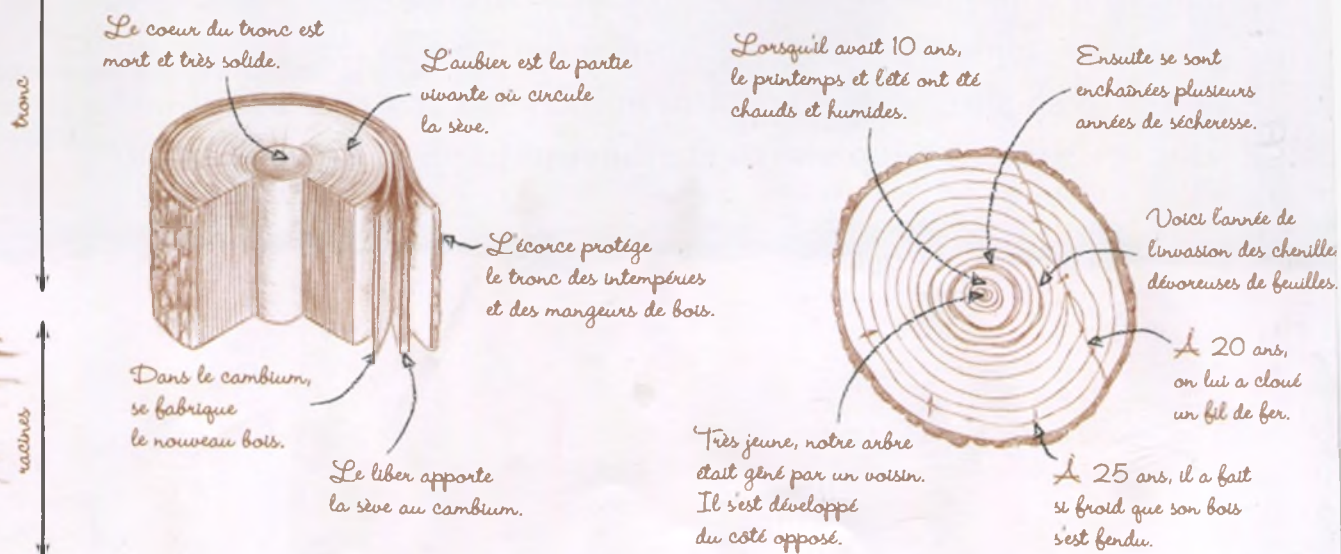 tronc
racines
Le coeur du tronc est
mort et très solide.
L'aubier est la partie
vivante où circule
la sève.
L'écorce protége
le tronc des intempéries
et des mangeurs de bois.
Dans le cambium,
se fabrique
le nouveau bois.
Le liber apporte
la sève au cambium.
Lorsqu'il avait 10 ans,
le printemps et l'été ont été
chauds et humides.
Ensuite se sont
enchaînées plusieurs
années de sécheresse.
Voici l'année de
l'invasion des chenille
dévoreuses de feuilles.
À 20 ans,
on lui a cloué
un fil de fer.
À 25 ans, il a fait
si froid que son bois
s'est fendu.
Très jeune, notre arbre
était gêné par un voisin.
Il s'est développé
du côté opposé.